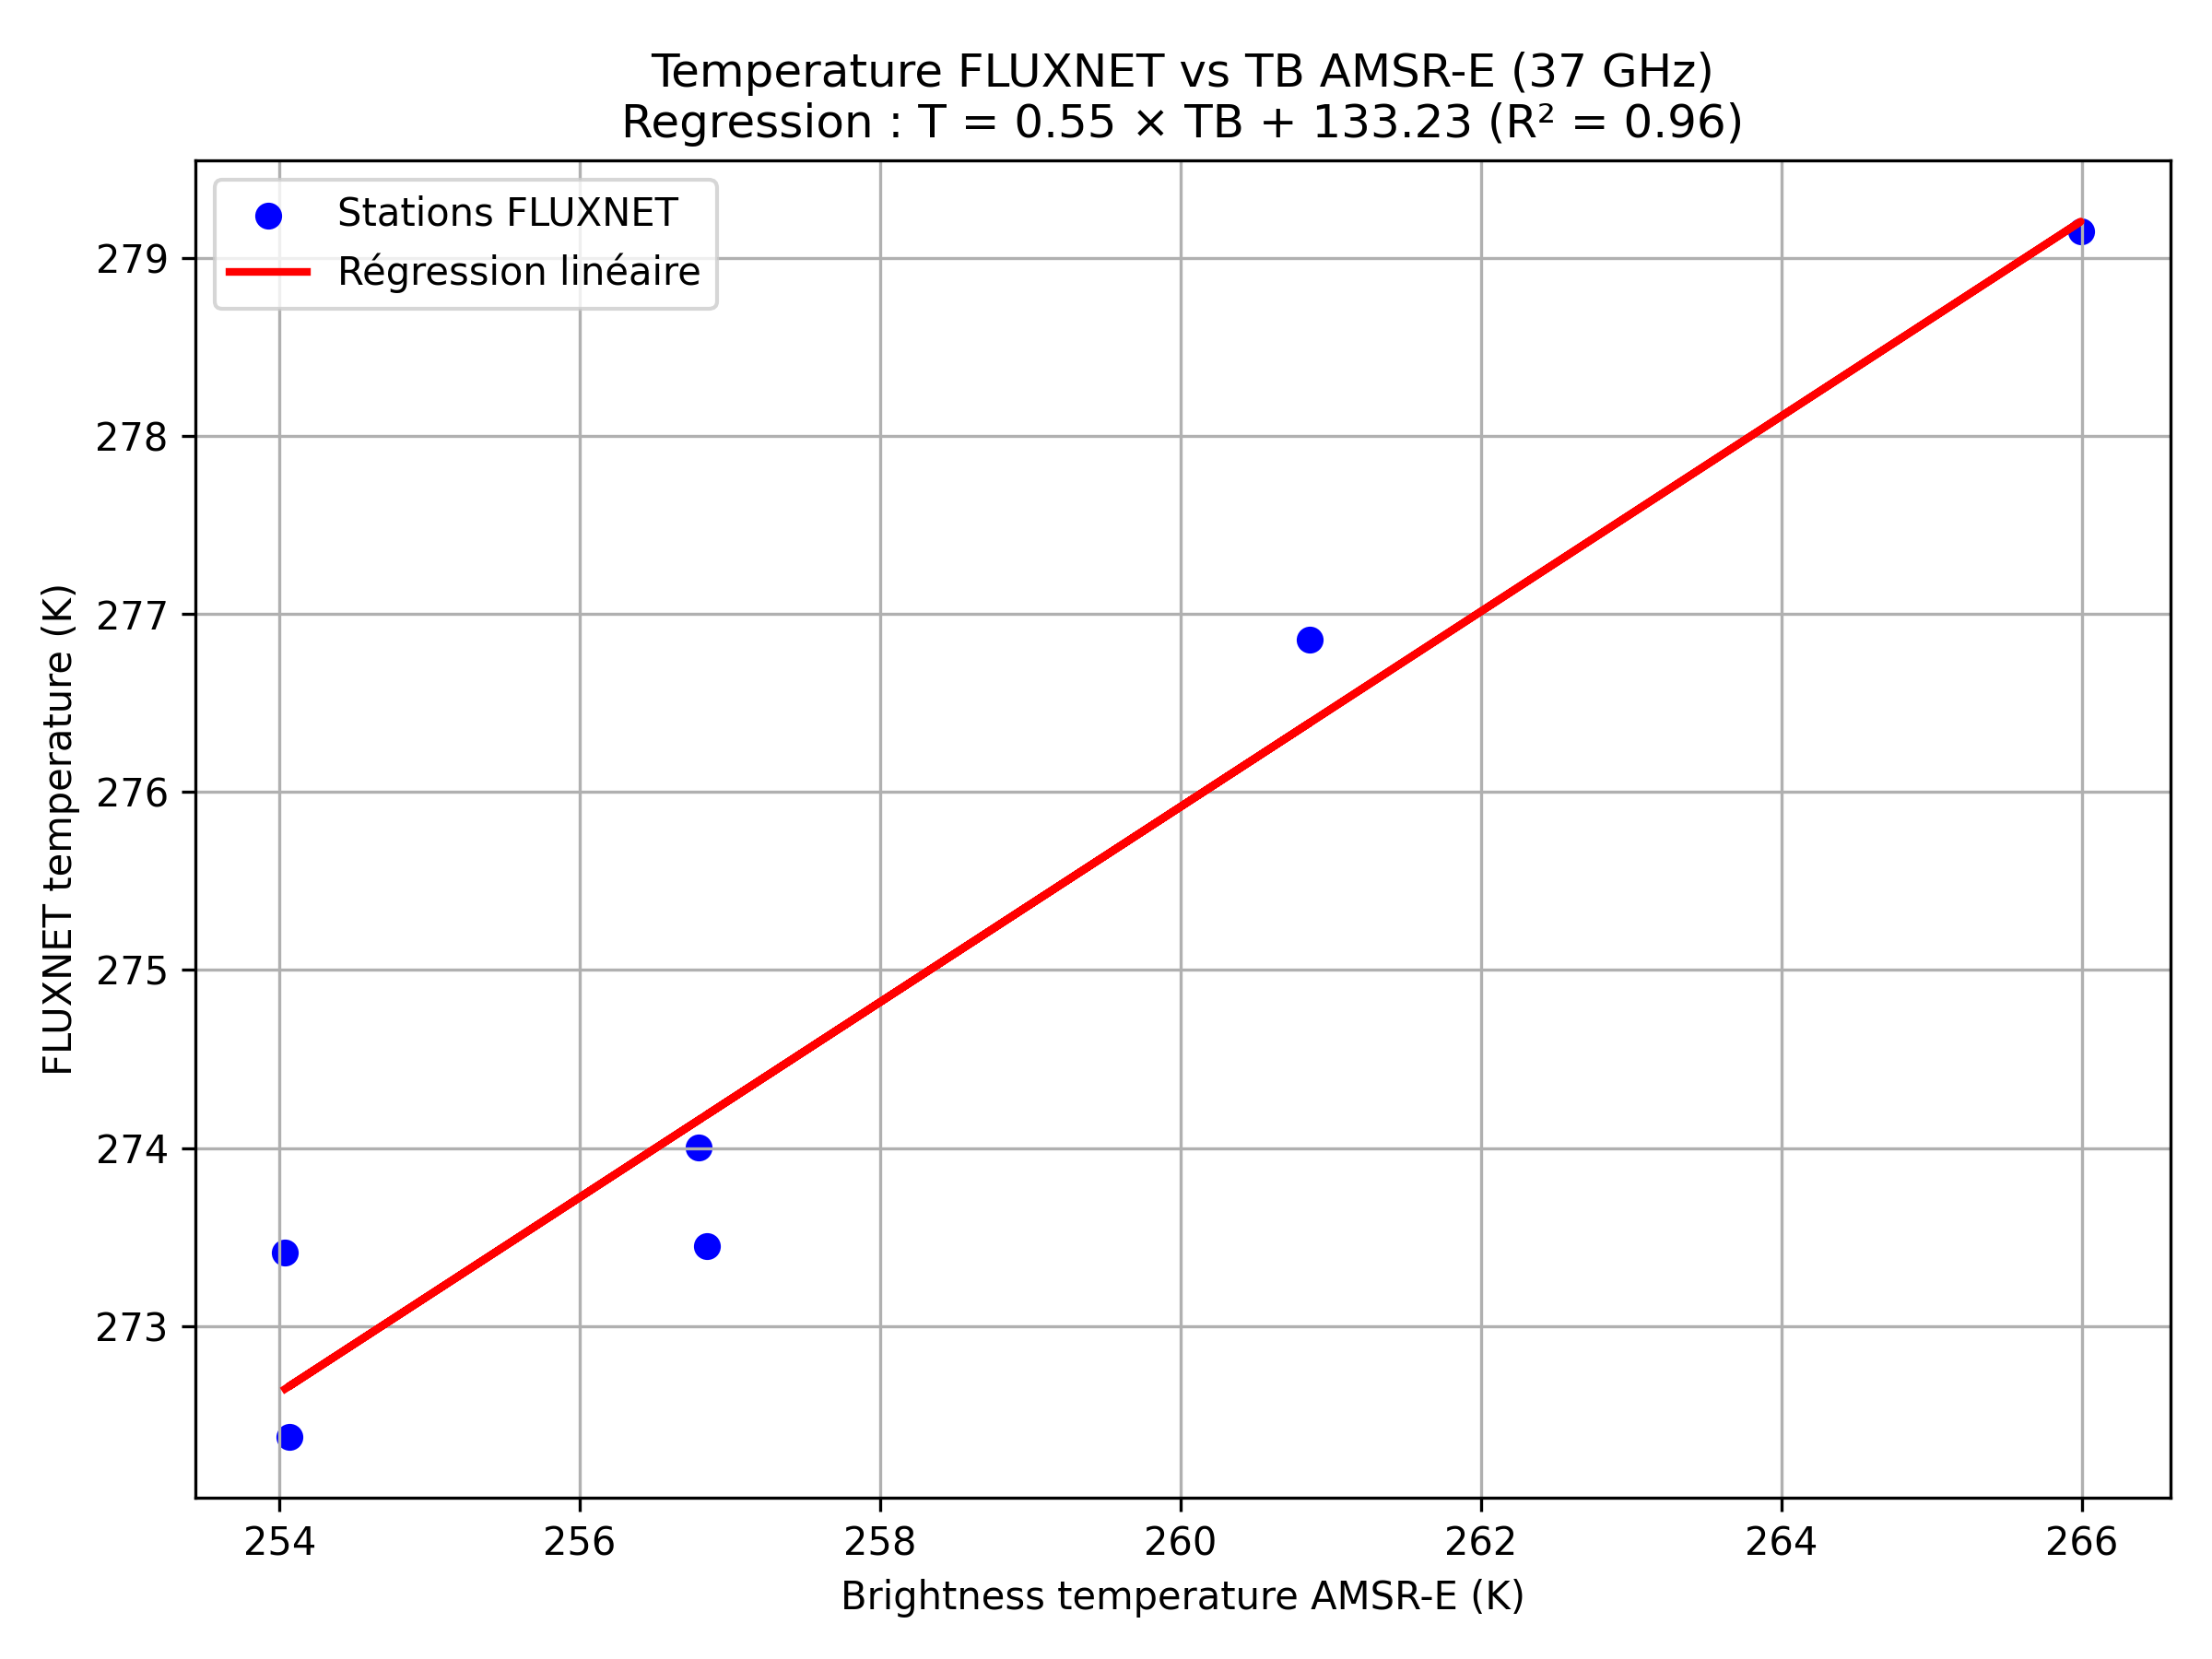 Temperature FLUXNET vs TB AMSR-E (37 GHz)
Regression : T = 0.55 × TB + 133.23 (R² = 0.96)
Stations FLUXNET
Régression linéaire
279
278
277
276
275
274
273
FLUXNET temperature (K)
254 256 258 260 262 264 266
Brightness temperature AMSR-E (K)